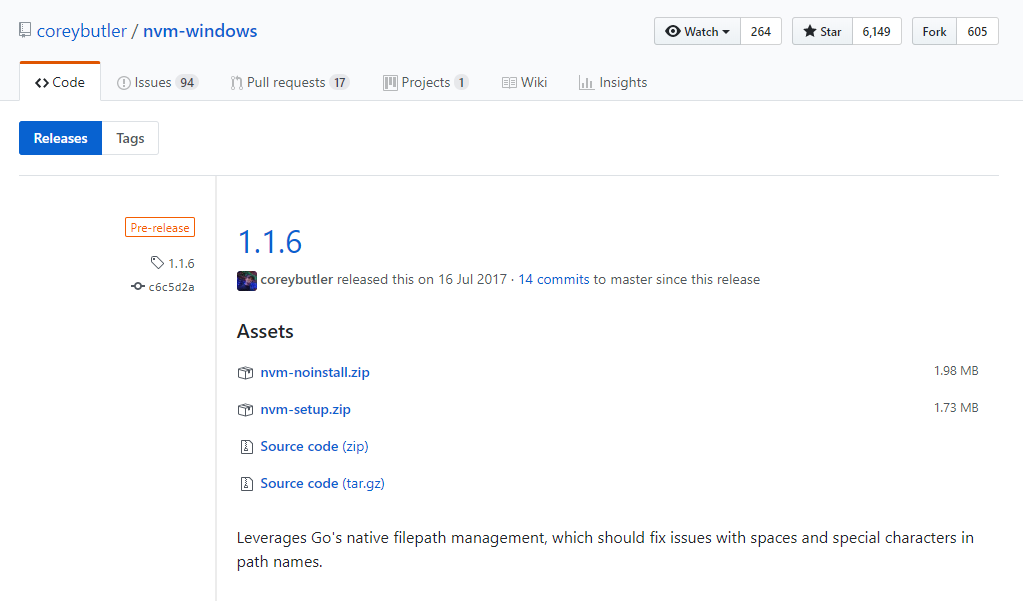 coreybutler / nvm-windows
Watch 264 Star 6,149 Fork 605
Code Issues 94 Pull requests 17 Projects 1 Wiki Insights
Releases Tags
Pre-release
1.1.6
c6c5d2a
1.1.6
coreybutler released this on 16 Jul 2017 · 14 commits to master since this release
Assets
nvm-noinstall.zip 1.98 MB
nvm-setup.zip 1.73 MB
Source code (zip)
Source code (tar.gz)
Leverages Go's native filepath management, which should fix issues with spaces and special characters in
path names.